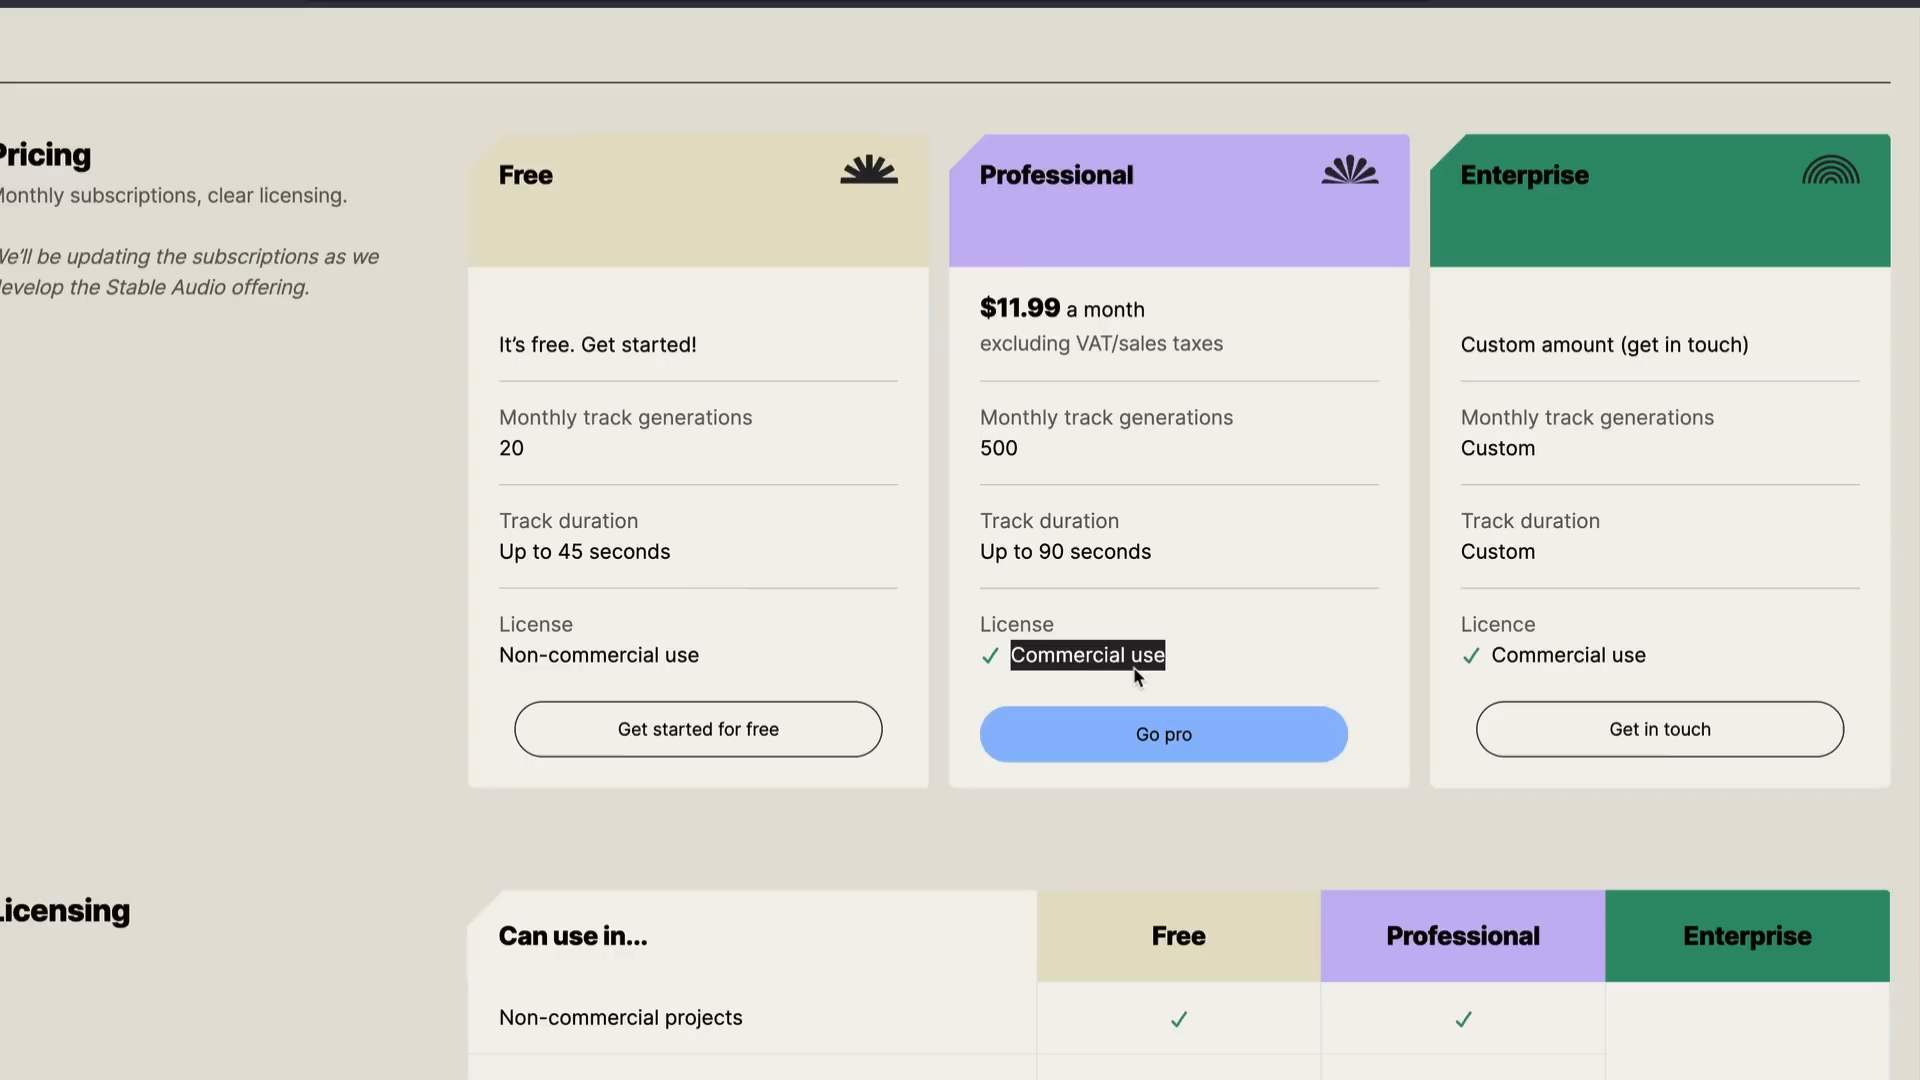 Pricing
Monthly subscriptions, clear licensing.
We'll be updating the subscriptions as we
develop the Stable Audio offering.
Free
It's free. Get started!
Monthly track generations
20
Track duration
Up to 45 seconds
License
Non-commercial use
Get started for free
Professional
$11.99 a month
excluding VAT/sales taxes
Monthly track generations
500
Track duration
Up to 90 seconds
License
✓ Commercial use
Go pro
Enterprise
Custom amount (get in touch)
Monthly track generations
Custom
Track duration
Custom
Licence
✓ Commercial use
Get in touch
Licensing
Can use in...
Free
Professional
Enterprise
Non-commercial projects
✓
✓